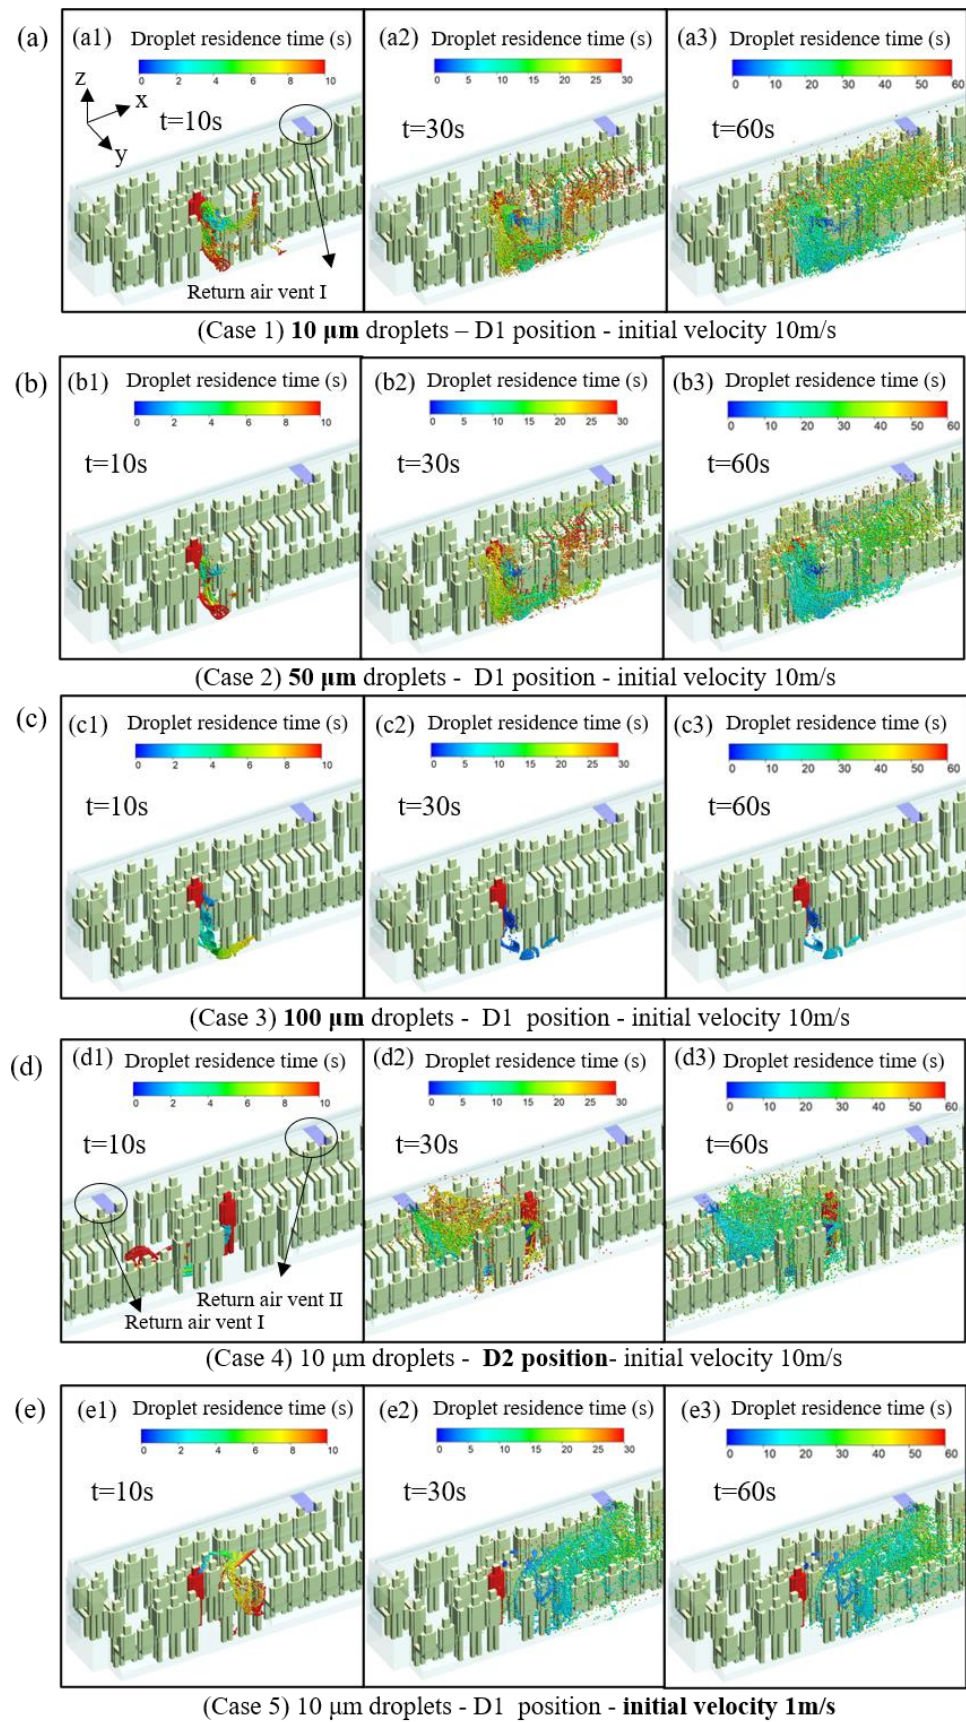 (a)
(a1) Droplet residence time (s)
0 2 4 6 8 10
z
x
y
t=10s
Return air vent I
(a2) Droplet residence time (s)
0 5 10 15 20 25 30
t=30s
(a3) Droplet residence time (s)
0 10 20 30 40 50 60
t=60s
(Case 1) 10 μm droplets – D1 position - initial velocity 10m/s
(b)
(b1) Droplet residence time (s)
0 2 4 6 8 10
t=10s
(b2) Droplet residence time (s)
0 5 10 15 20 25 30
t=30s
(b3) Droplet residence time (s)
0 10 20 30 40 50 60
t=60s
(Case 2) 50 μm droplets - D1 position - initial velocity 10m/s
(c)
(c1) Droplet residence time (s)
0 2 4 6 8 10
t=10s
(c2) Droplet residence time (s)
0 5 10 15 20 25 30
t=30s
(c3) Droplet residence time (s)
0 10 20 30 40 50 60
t=60s
(Case 3) 100 μm droplets - D1 position - initial velocity 10m/s
(d)
(d1) Droplet residence time (s)
0 2 4 6 8 10
t=10s
Return air vent II
Return air vent I
(d2) Droplet residence time (s)
0 5 10 15 20 25 30
t=30s
(d3) Droplet residence time (s)
0 10 20 30 40 50 60
t=60s
(Case 4) 10 μm droplets - D2 position- initial velocity 10m/s
(e)
(e1) Droplet residence time (s)
0 2 4 6 8 10
t=10s
(e2) Droplet residence time (s)
0 5 10 15 20 25 30
t=30s
(e3) Droplet residence time (s)
0 10 20 30 40 50 60
t=60s
(Case 5) 10 μm droplets - D1 position - initial velocity 1m/s